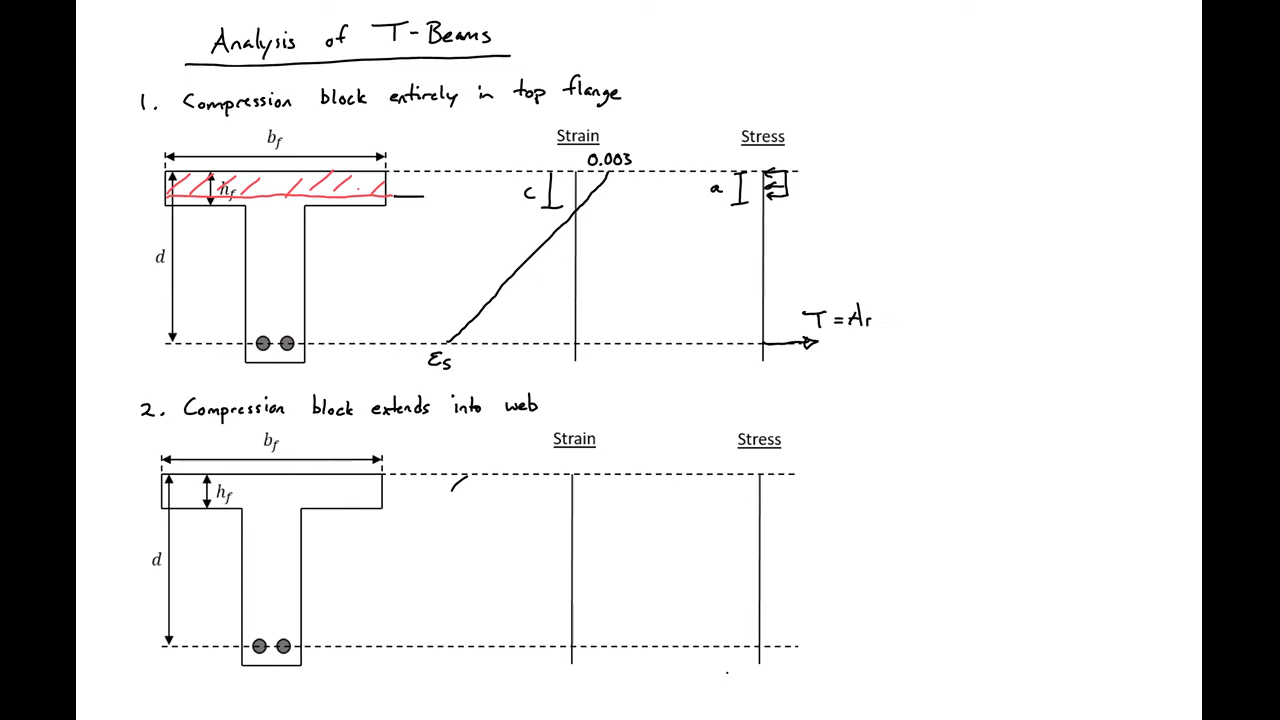 Analysis of T-Beams
1. Compression block entirely in top flange
b_f
Strain
Stress
0.003
h_f
c
a
d
T = A
ε_s
2. Compression block extends into web
b_f
Strain
Stress
h_f
d